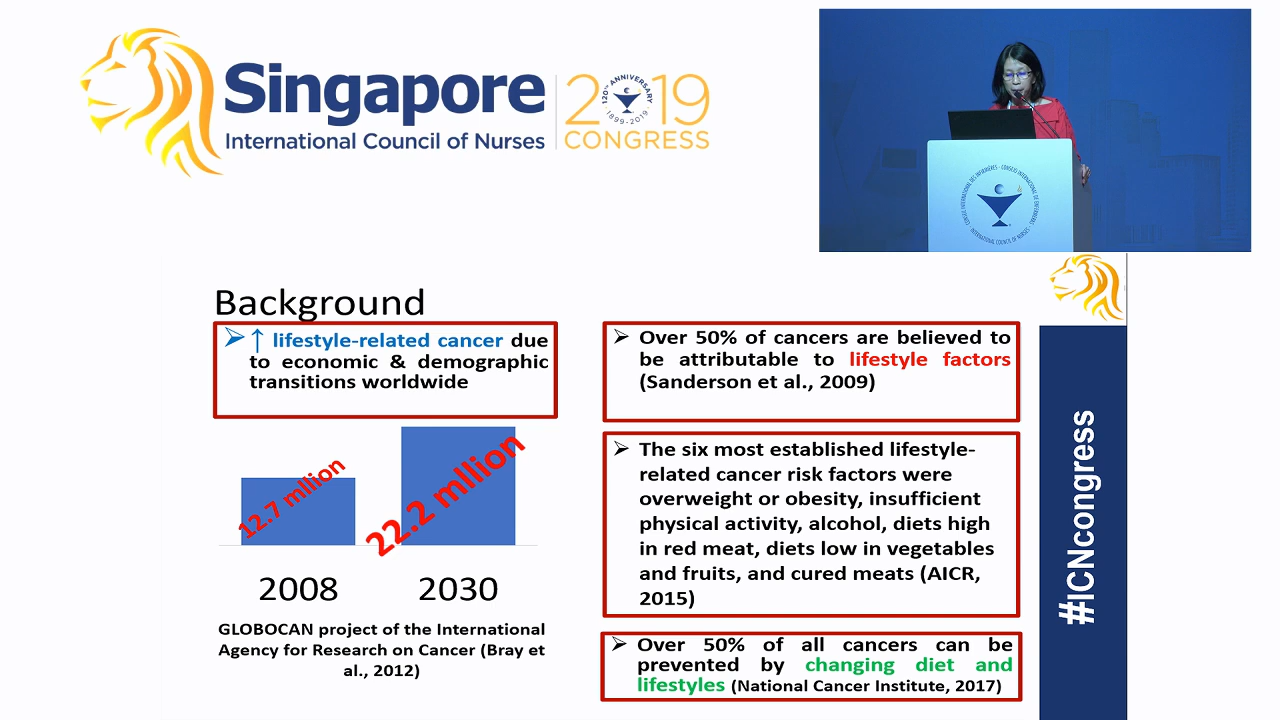 Singapore
International Council of Nurses
2019
120TH ANNIVERSARY
1899-2019
CONGRESS
Background
↑ lifestyle-related cancer due
to economic & demographic
transitions worldwide
12.7 mllion
22.2 mllion
2008 2030
GLOBOCAN project of the International
Agency for Research on Cancer (Bray et
al., 2012)
Over 50% of cancers are believed to
be attributable to lifestyle factors
(Sanderson et al., 2009)
The six most established lifestyle-
related cancer risk factors were
overweight or obesity, insufficient
physical activity, alcohol, diets high
in red meat, diets low in vegetables
and fruits, and cured meats (AICR,
2015)
Over 50% of all cancers can be
prevented by changing diet and
lifestyles (National Cancer Institute, 2017)
#ICNcongress